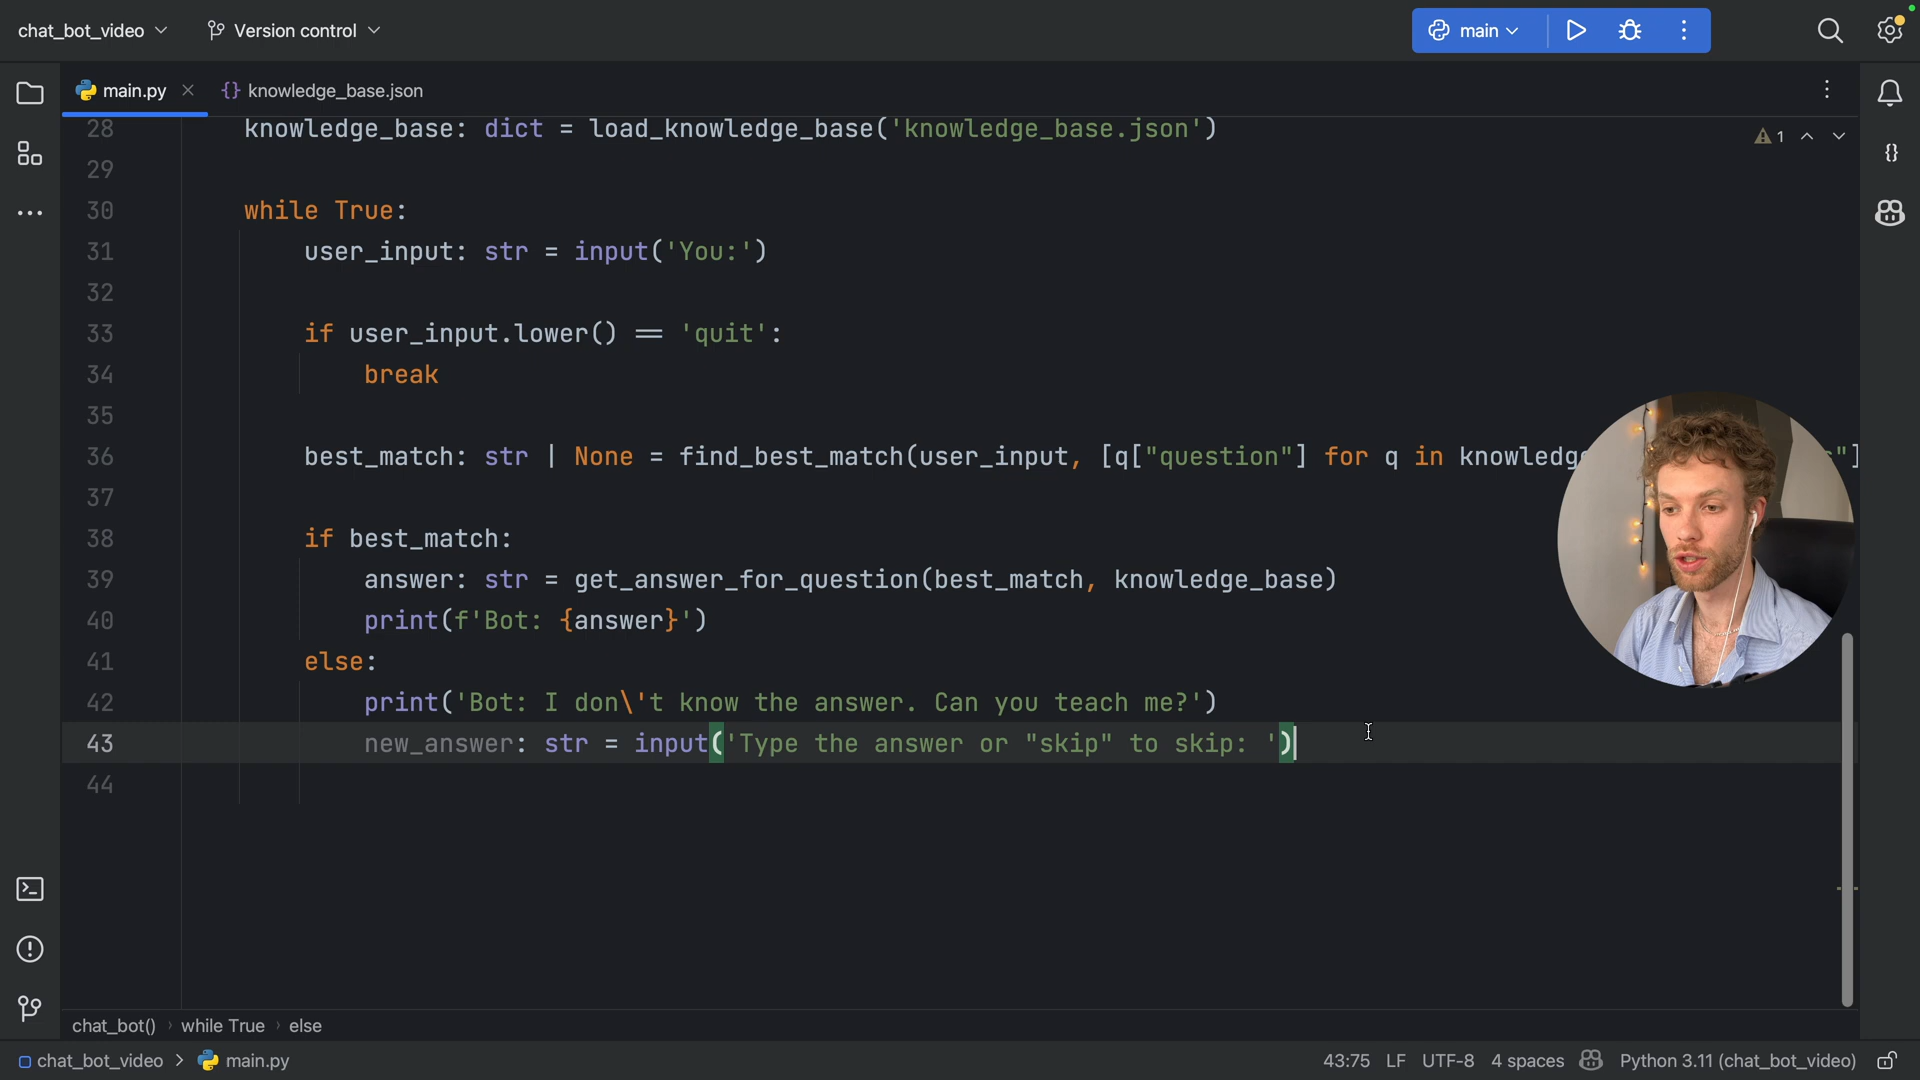 chat_bot_video
Version control
main
main.py
{} knowledge_base.json
28 knowledge_base: dict = load_knowledge_base('knowledge_base.json')
1
29
30 while True:
31 user_input: str = input('You:')
32
33 if user_input.lower() == 'quit':
34 break
35
36 best_match: str | None = find_best_match(user_input, [q["question"] for q in knowledge "]
37
38 if best_match:
39 answer: str = get_answer_for_question(best_match, knowledge_base)
40 print(f'Bot: {answer}')
41 else:
42 print('Bot: I don\'t know the answer. Can you teach me?')
43 new_answer: str = input('Type the answer or "skip" to skip: ')
44
chat_bot() › while True › else
chat_bot_video > main.py
43:75 LF UTF-8 4 spaces Python 3.11 (chat_bot_video)